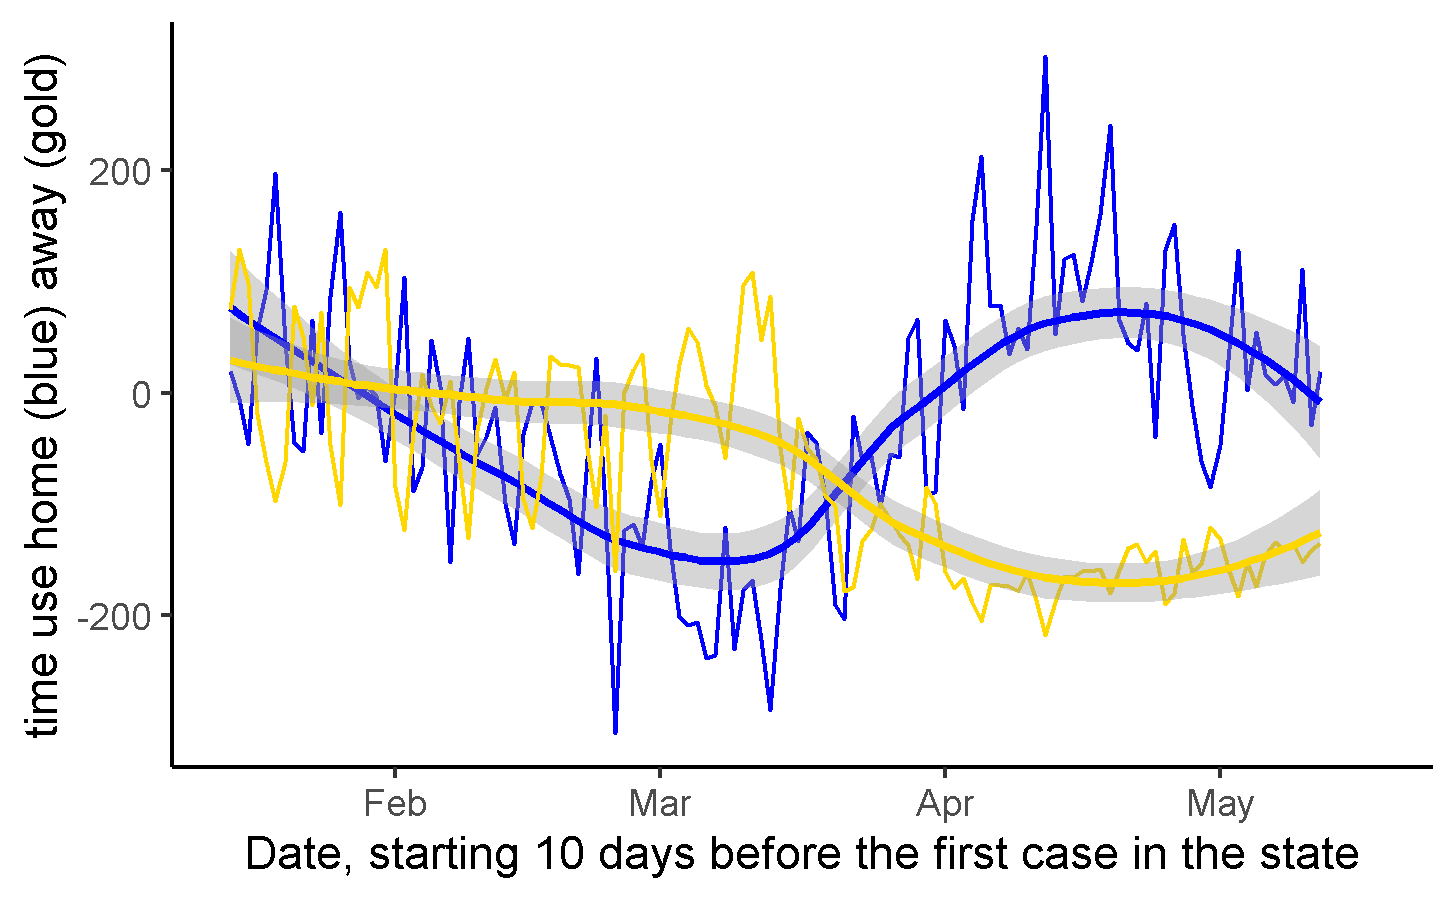 time use home (blue) away (gold)
200
0
-200
Feb Mar Apr May
Date, starting 10 days before the first case in the state